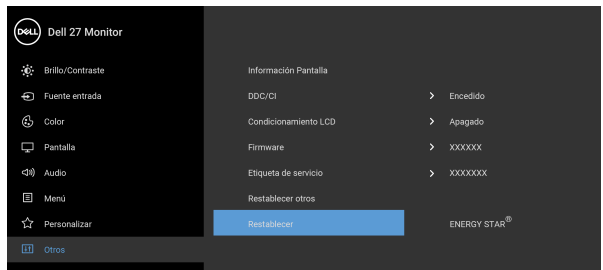 DELL Dell 27 Monitor
Brillo/Contraste Información Pantalla
Fuente entrada DDC/CI Encedido
Color Condicionamiento LCD Apagado
Pantalla Firmware XXXXXX
Audio Etiqueta de servicio XXXXXXX
Menú Restablecer otros
Personalizar Restablecer ENERGY STAR®
Otros